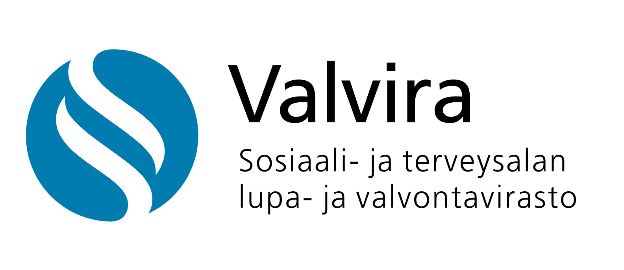 Valvira
Sosiaali- ja terveysalan
lupa- ja valvontavirasto